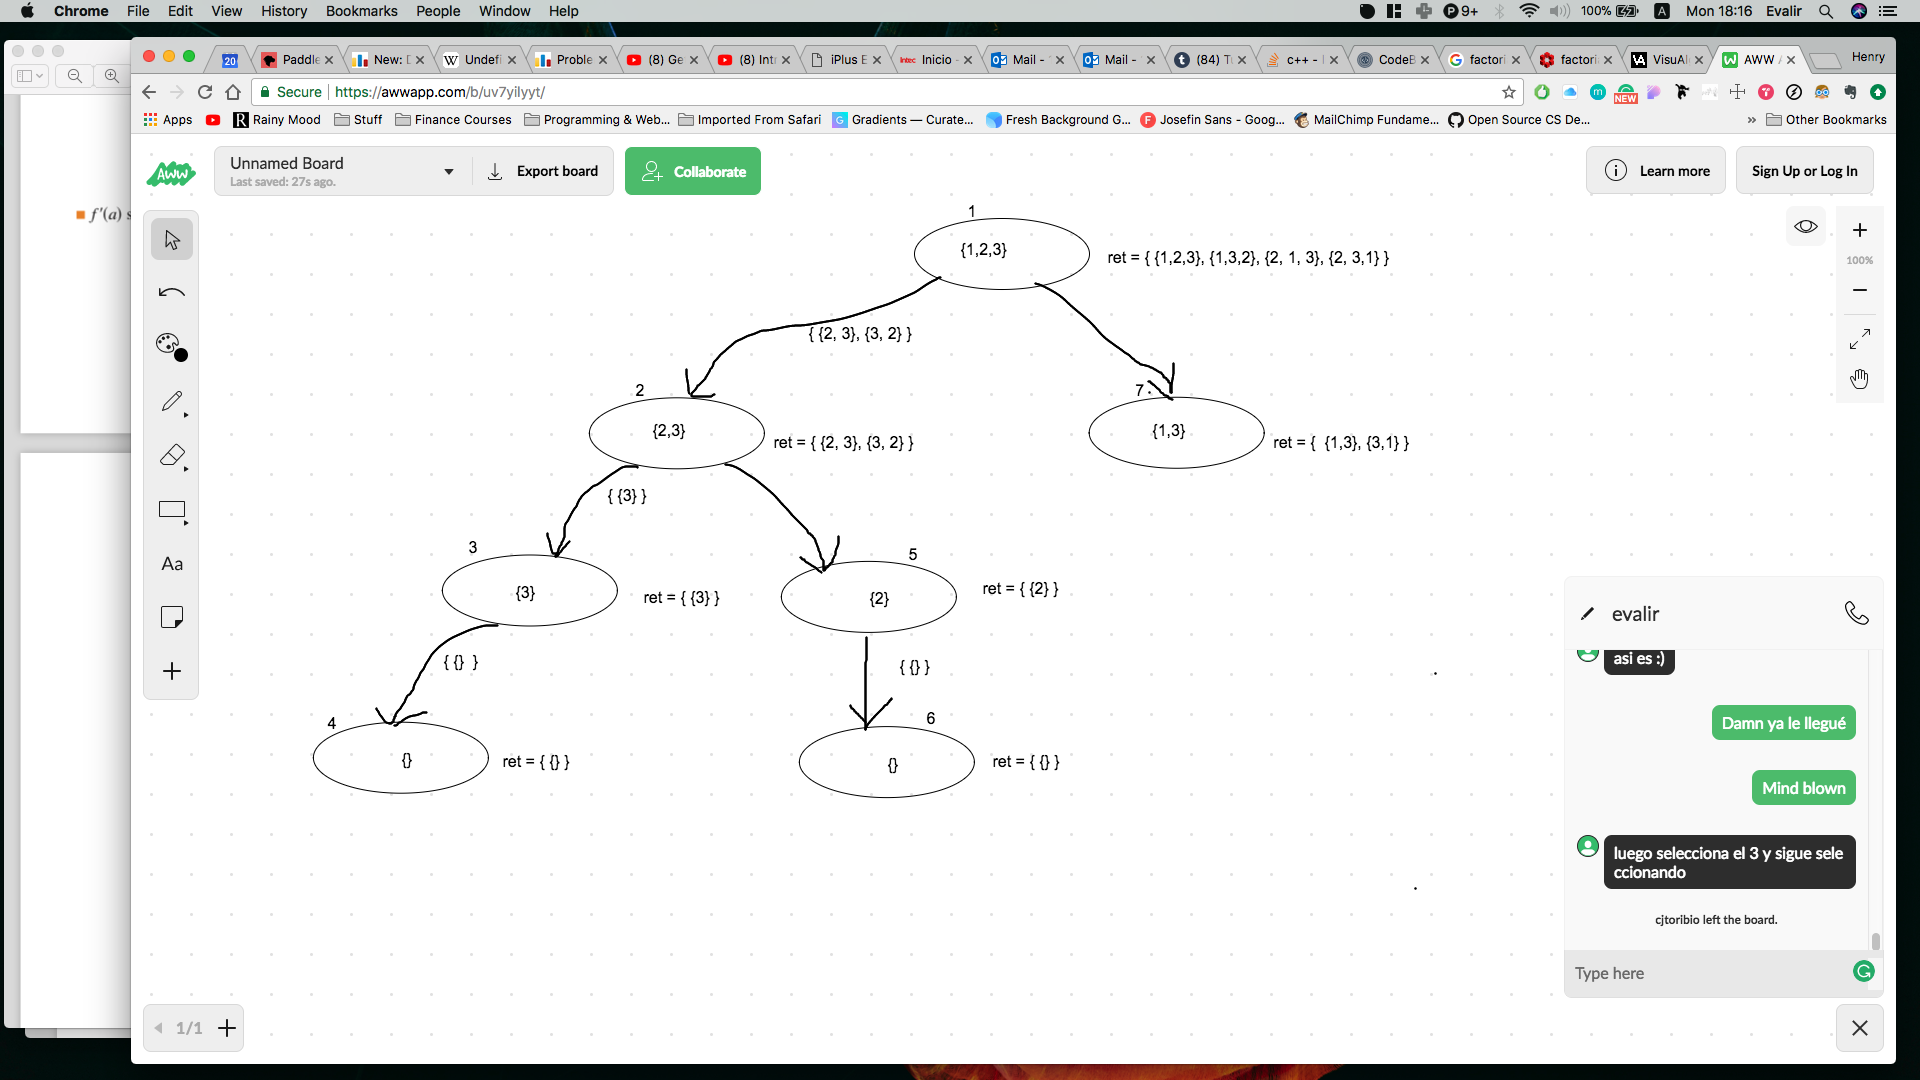 Chrome File Edit View History Bookmarks People Window Help
9+ 100% A Mon 18:16 Evalir
20 Paddle New: Undefi Proble (8) Ge (8) Intr iPlus E Intec Inicio - Mail - Mail - (84) c++ - CodeB factori factori VisuAl AWW Henry
Secure | https://awwapp.com/b/uv7yilyyt/
NEW
Apps Rainy Mood Stuff Finance Courses Programming & Web... Imported From Safari Gradients — Curate... Fresh Background G... Josefin Sans - Goog... MailChimp Fundame... Open Source CS De... » Other Bookmarks
f'(a) s
AWW
Unnamed Board
Last saved: 27s ago.
Export board
Collaborate
Learn more
Sign Up or Log In
100%
Aa
1
{1,2,3}
ret = { {1,2,3}, {1,3,2}, {2, 1, 3}, {2, 3,1} }
{ {2, 3}, {3, 2} }
2
{2,3}
ret = { {2, 3}, {3, 2} }
7
{1,3}
ret = { {1,3}, {3,1} }
{ {3} }
3
{3}
ret = { {3} }
5
{2}
ret = { {2} }
{ {} }
{ {} }
4
{}
ret = { {} }
6
{}
ret = { {} }
evalir
asi es :)
Damn ya le llegué
Mind blown
luego selecciona el 3 y sigue sele
ccionando
cjtoribio left the board.
Type here
1/1